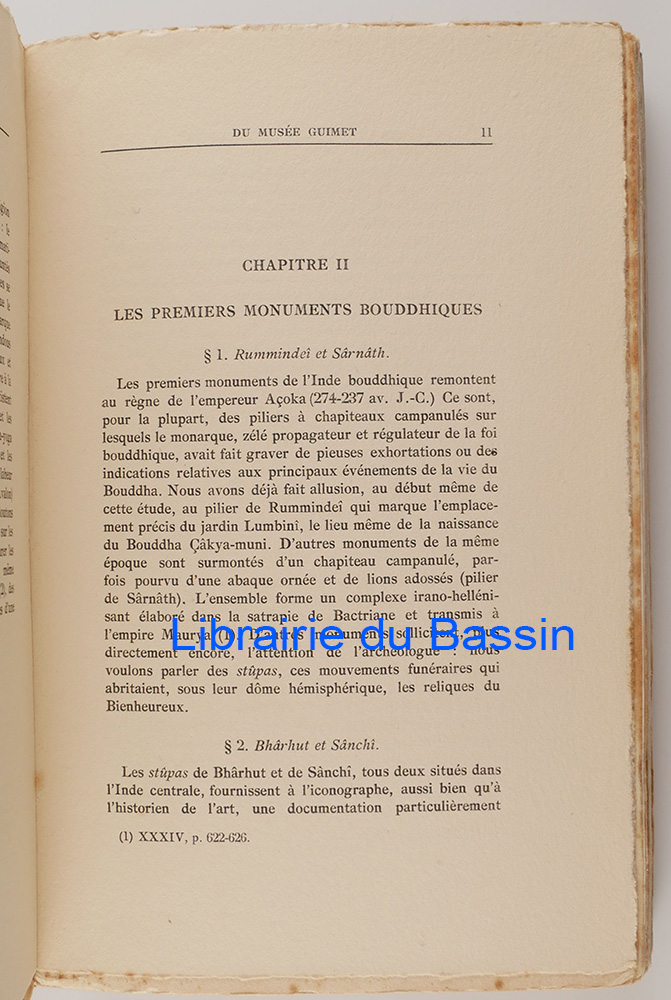 DU MUSÉE GUIMET 11
CHAPITRE II
LES PREMIERS MONUMENTS BOUDDHIQUES
§ 1. Rummindeî et Sârnâth.
Les premiers monuments de l'Inde bouddhique remontent
au règne de l'empereur Açoka (274-237 av. J.-C.) Ce sont,
pour la plupart, des piliers à chapiteaux campanulés sur
lesquels le monarque, zélé propagateur et régulateur de la foi
bouddhique, avait fait graver de pieuses exhortations ou des
indications relatives aux principaux événements de la vie du
Bouddha. Nous avons déjà fait allusion, au début même de
cette étude, au pilier de Rummindeî qui marque l'emplace-
ment précis du jardin Lumbinî, le lieu même de la naissance
du Bouddha Çâkya-muni. D'autres monuments de la même
époque sont surmontés d'un chapiteau campanulé, par-
fois pourvu d'une abaque ornée et de lions adossés (pilier
de Sârnâth). L'ensemble forme un complexe irano-helléni-
sant élaboré dans la satrapie de Bactriane et transmis à
l'empire Maurya (1). D'autres monuments sollicitent, plus
Librairie du Bassin
directement encore, l'attention de l'archéologue : nous
voulons parler des stûpas, ces mouvements funéraires qui
abritaient, sous leur dôme hémisphérique, les reliques du
Bienheureux.
§ 2. Bhârhut et Sânchî.
Les stûpas de Bhârhut et de Sânchî, tous deux situés dans
l'Inde centrale, fournissent à l'iconographe, aussi bien qu'à
l'historien de l'art, une documentation particulièrement
(1) XXXIV, p. 622-626.